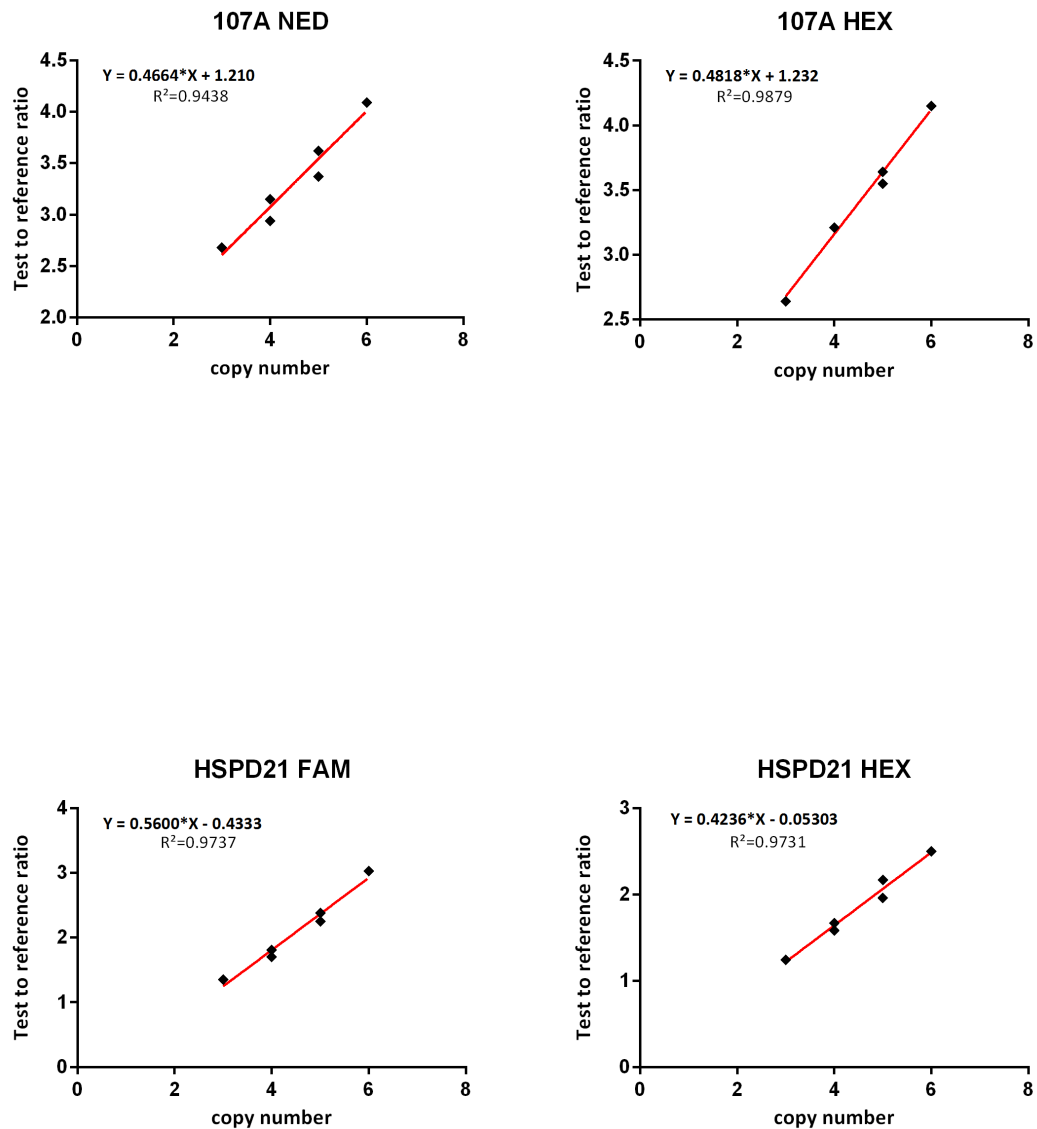 107A NED
Y = 0.4664*X + 1.210
R²=0.9438
Test to reference ratio
4.5
4.0
3.5
3.0
2.5
2.0
0 2 4 6 8
copy number
107A HEX
Y = 0.4818*X + 1.232
R²=0.9879
Test to reference ratio
4.5
4.0
3.5
3.0
2.5
0 2 4 6 8
copy number
HSPD21 FAM
Y = 0.5600*X - 0.4333
R²=0.9737
Test to reference ratio
4
3
2
1
0
0 2 4 6 8
copy number
HSPD21 HEX
Y = 0.4236*X - 0.05303
R²=0.9731
Test to reference ratio
3
2
1
0
0 2 4 6 8
copy number